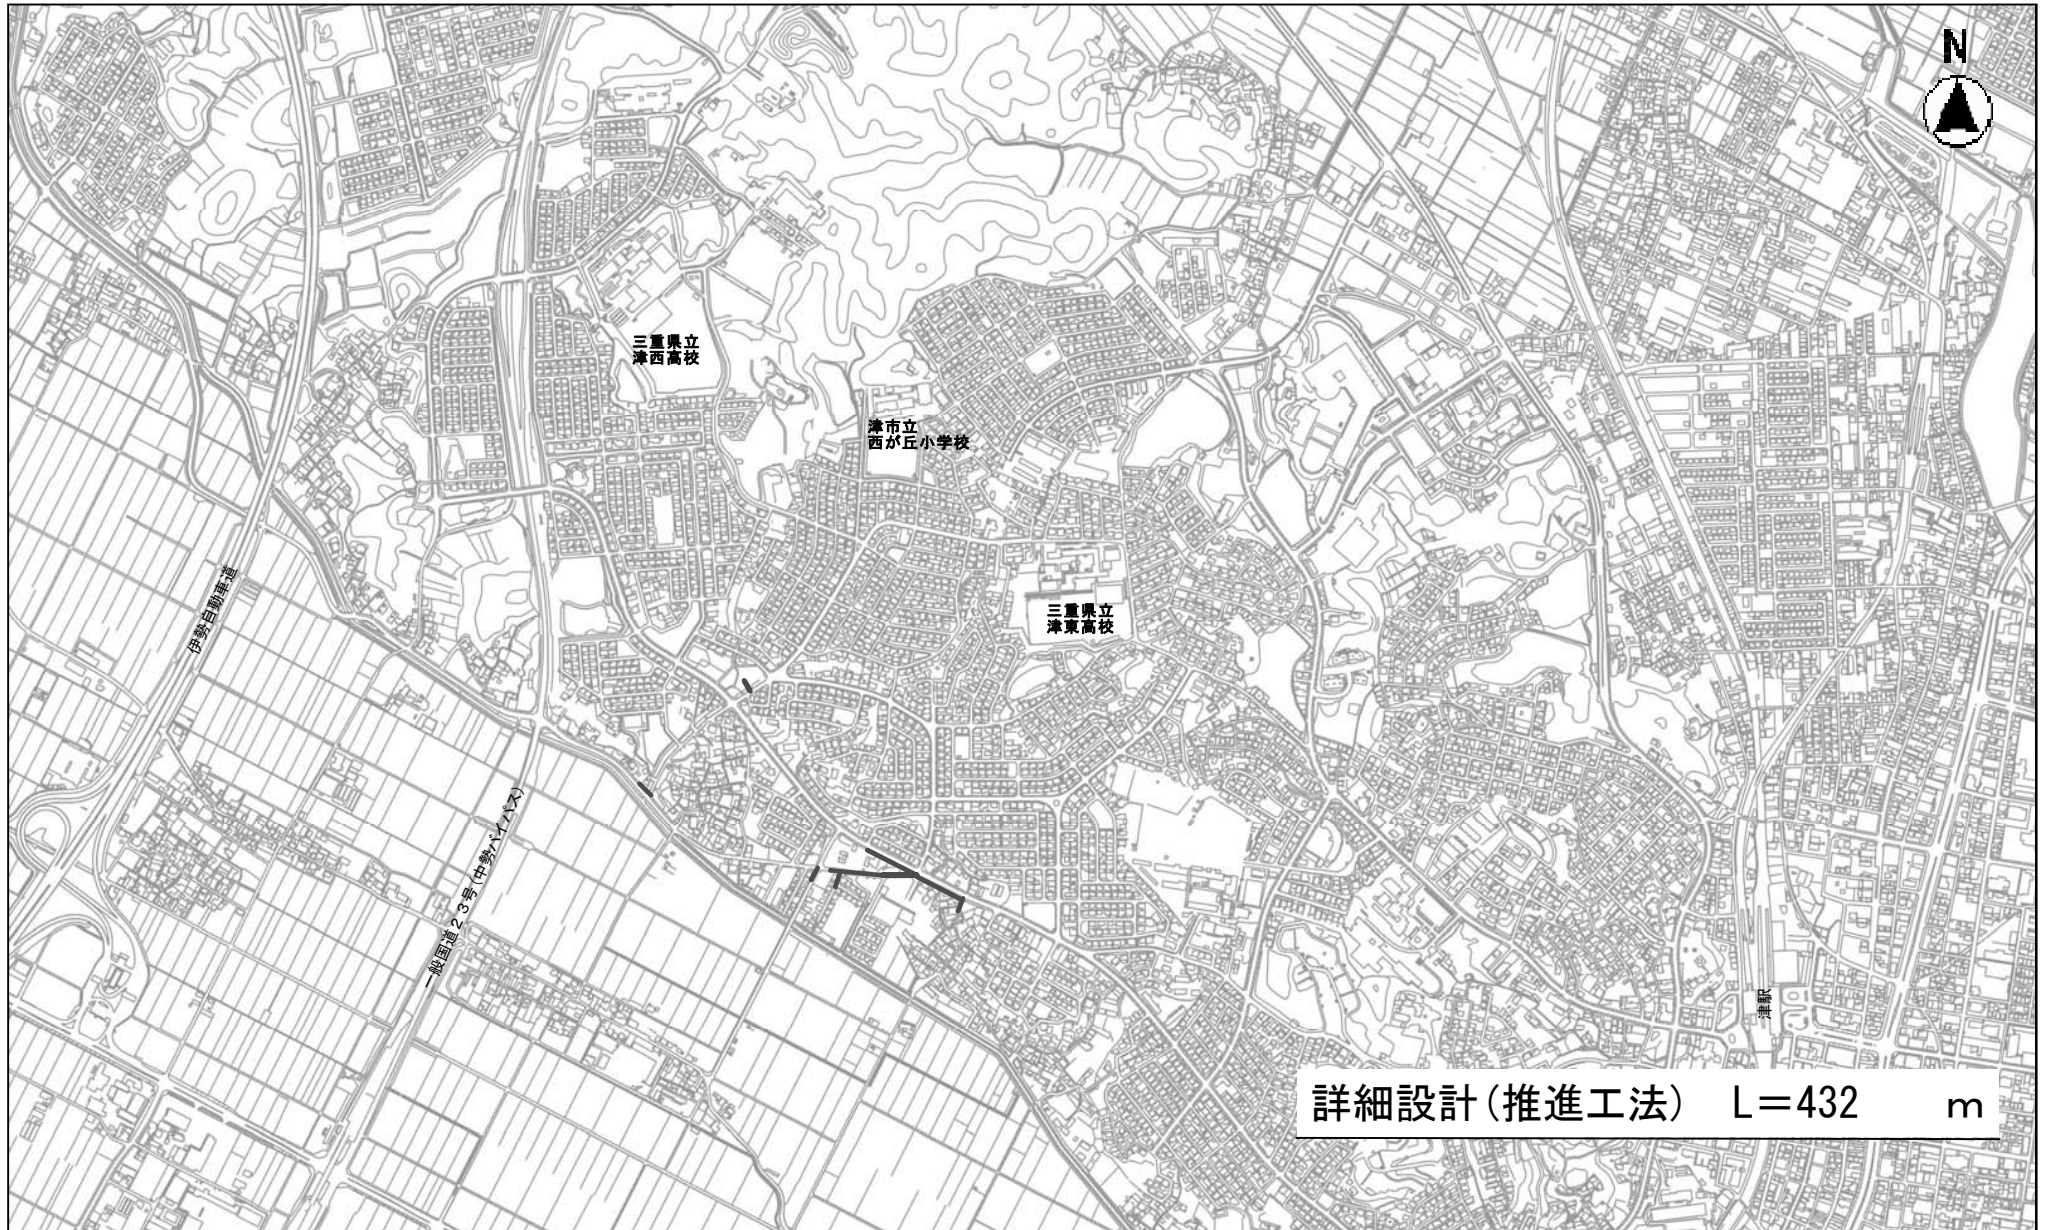 N
三重県立
津西高校
津市立
西が丘小学校
伊勢自動車道
三重県立
津東高校
一般国道23号(中勢バイパス)
津駅
詳細設計(推進工法) L=432 m